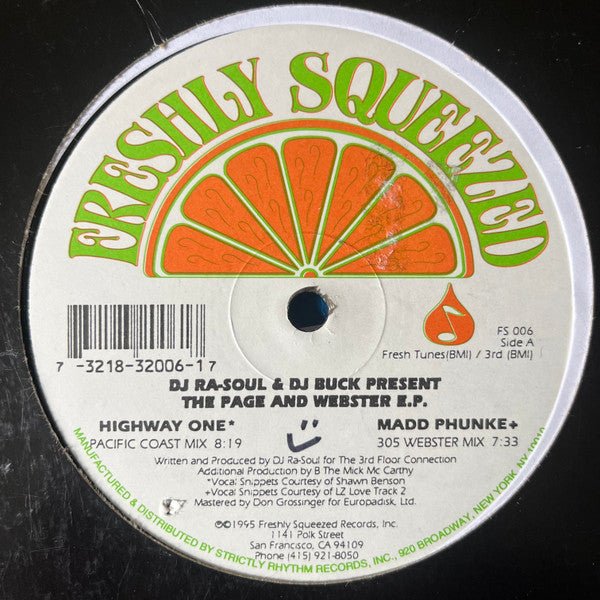 FRESHLY SQUEEZED
7 -3218-32006-1 7
FS 006
Side A
Fresh Tunes(BMI) / 3rd (BMI)
DJ RA-SOUL & DJ BUCK PRESENT
THE PAGE AND WEBSTER E.P.
HIGHWAY ONE*
PACIFIC COAST MIX 8:19
MADD PHUNKE+
305 WEBSTER MIX 7:33
Written and Produced by DJ Ra-Soul for The 3rd Floor Connection
Additional Production by B The Mick Mc Carthy
*Vocal Snippets Courtesy of Shawn Benson
+Vocal Snippets Courtesy of LZ Love Track 2
Mastered by Don Grossinger for Europadisk, Ltd.
℗©1995 Freshly Squeezed Records, Inc.
1141 Polk Street
San Francisco, CA 94109
Phone (415) 921-8050
MANUFACTURED & DISTRIBUTED BY STRICTLY RHYTHM RECORDS, INC., 920 BROADWAY, NEW YORK, NY 10010